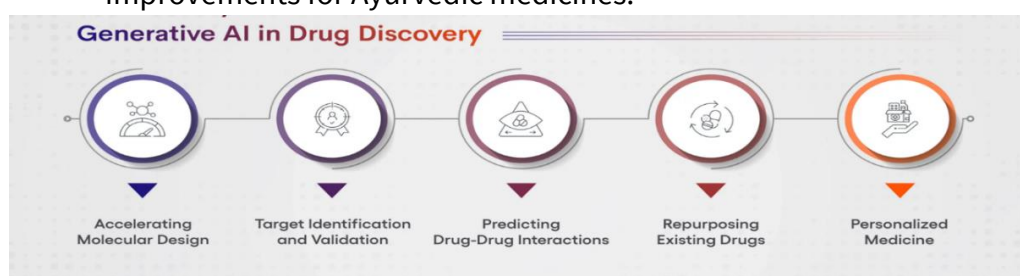 improvements for Ayurvedic medicines.
Generative AI in Drug Discovery
Accelerating
Molecular Design
Target Identification
and Validation
Predicting
Drug-Drug Interactions
Repurposing
Existing Drugs
Personalized
Medicine